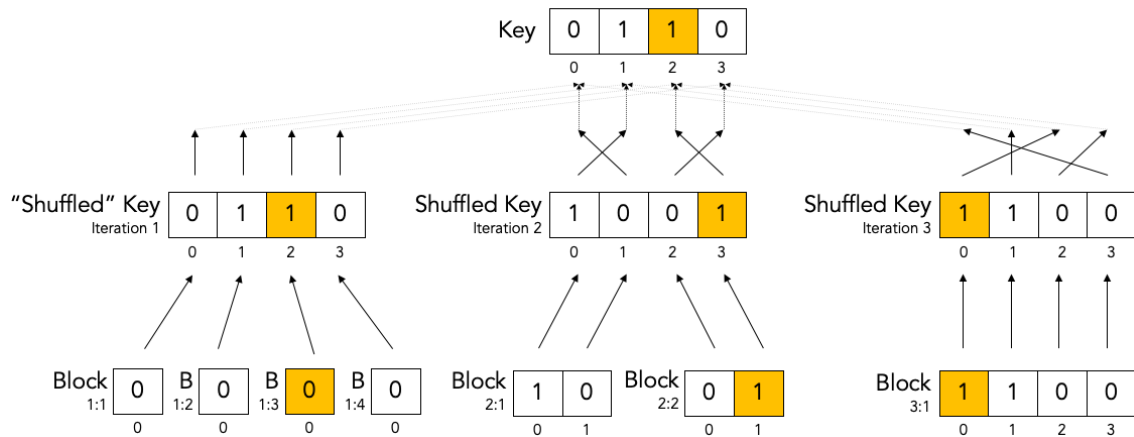 Key 0 1 1 0
0 1 2 3
“Shuffled” Key 0 1 1 0
Iteration 1
0 1 2 3
Shuffled Key 1 0 0 1
Iteration 2
0 1 2 3
Shuffled Key 1 1 0 0
Iteration 3
0 1 2 3
Block 0
1:1
0
B 0
1:2
0
B 0
1:3
0
B 0
1:4
0
Block 1 0
2:1
0 1
Block 0 1
2:2
0 1
Block 1 1 0 0
3:1
0 1 2 3